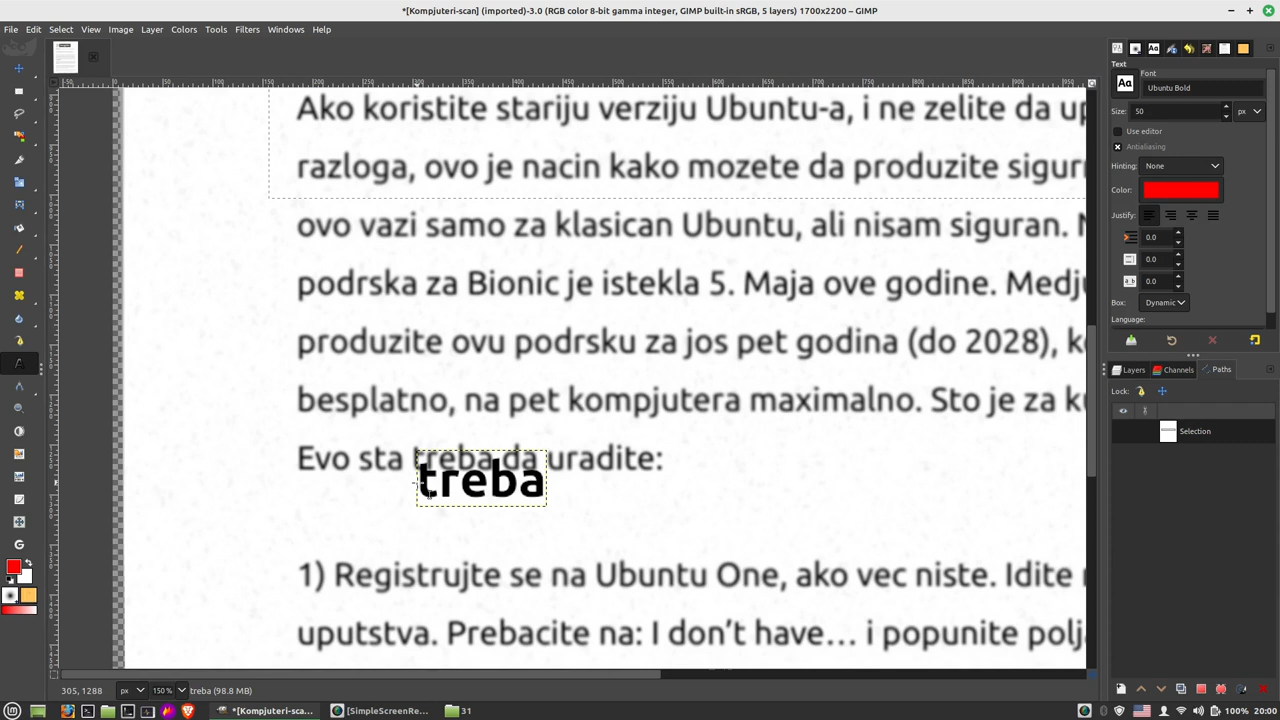 *[Kompjuteri-scan] (imported)-3.0 (RGB color 8-bit gamma integer, GIMP built-in sRGB, 5 layers) 1700x2200 – GIMP
File Edit Select View Image Layer Colors Tools Filters Windows Help
Text
Font
Ubuntu Bold
Size: 50 px
Use editor
Antialiasing
Hinting: None
Color:
Justify:
0.0
0.0
0.0
Box: Dynamic
Language:
Layers Channels Paths
Lock:
Selection
Ako koristite stariju verziju Ubuntu-a, i ne zelite da up
razloga, ovo je nacin kako mozete da produzite sigurn
ovo vazi samo za klasican Ubuntu, ali nisam siguran. N
podrska za Bionic je istekla 5. Maja ove godine. Medju
produzite ovu podrsku za jos pet godina (do 2028), k
besplatno, na pet kompjutera maximalno. Sto je za k
Evo sta treba da uradite:
treba
1) Registrujte se na Ubuntu One, ako vec niste. Idite
uputstva. Prebacite na: I don’t have… i popunite polj
305, 1288 px 150 % treba (98.8 MB)
*[Kompjuteri-sca... [SimpleScreenRe... 31 100% 20:00